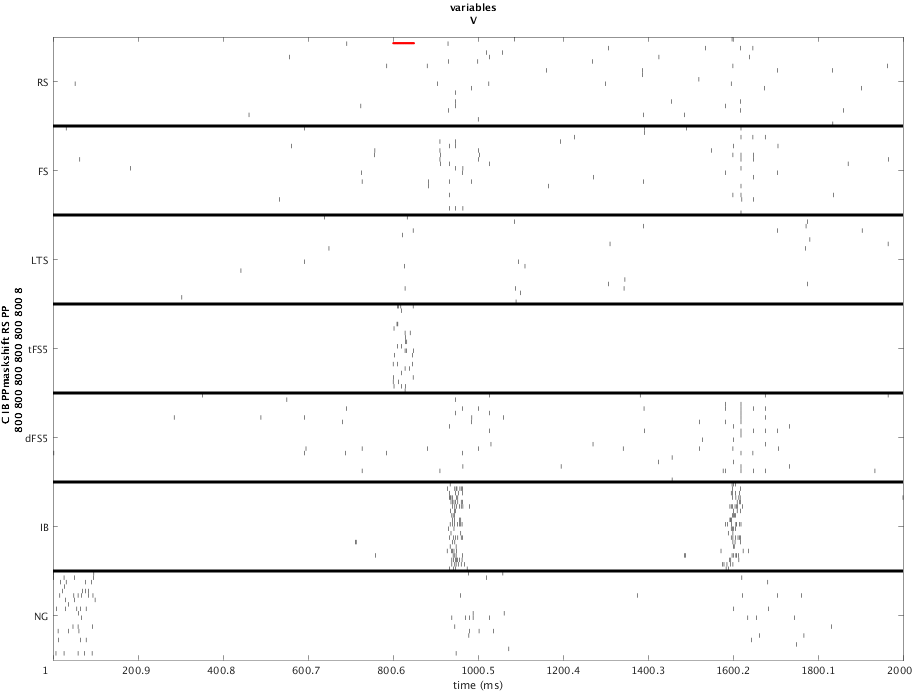 variables
V
RS
FS
LTS
tFS5
dFS5
IB
NG
C IB PPmaskshift RS PP
800 800 800 800 800 800 8
1 200.9 400.8 600.7 800.6 1000.5 1200.4 1400.3 1600.2 1800.1 2000
time (ms)